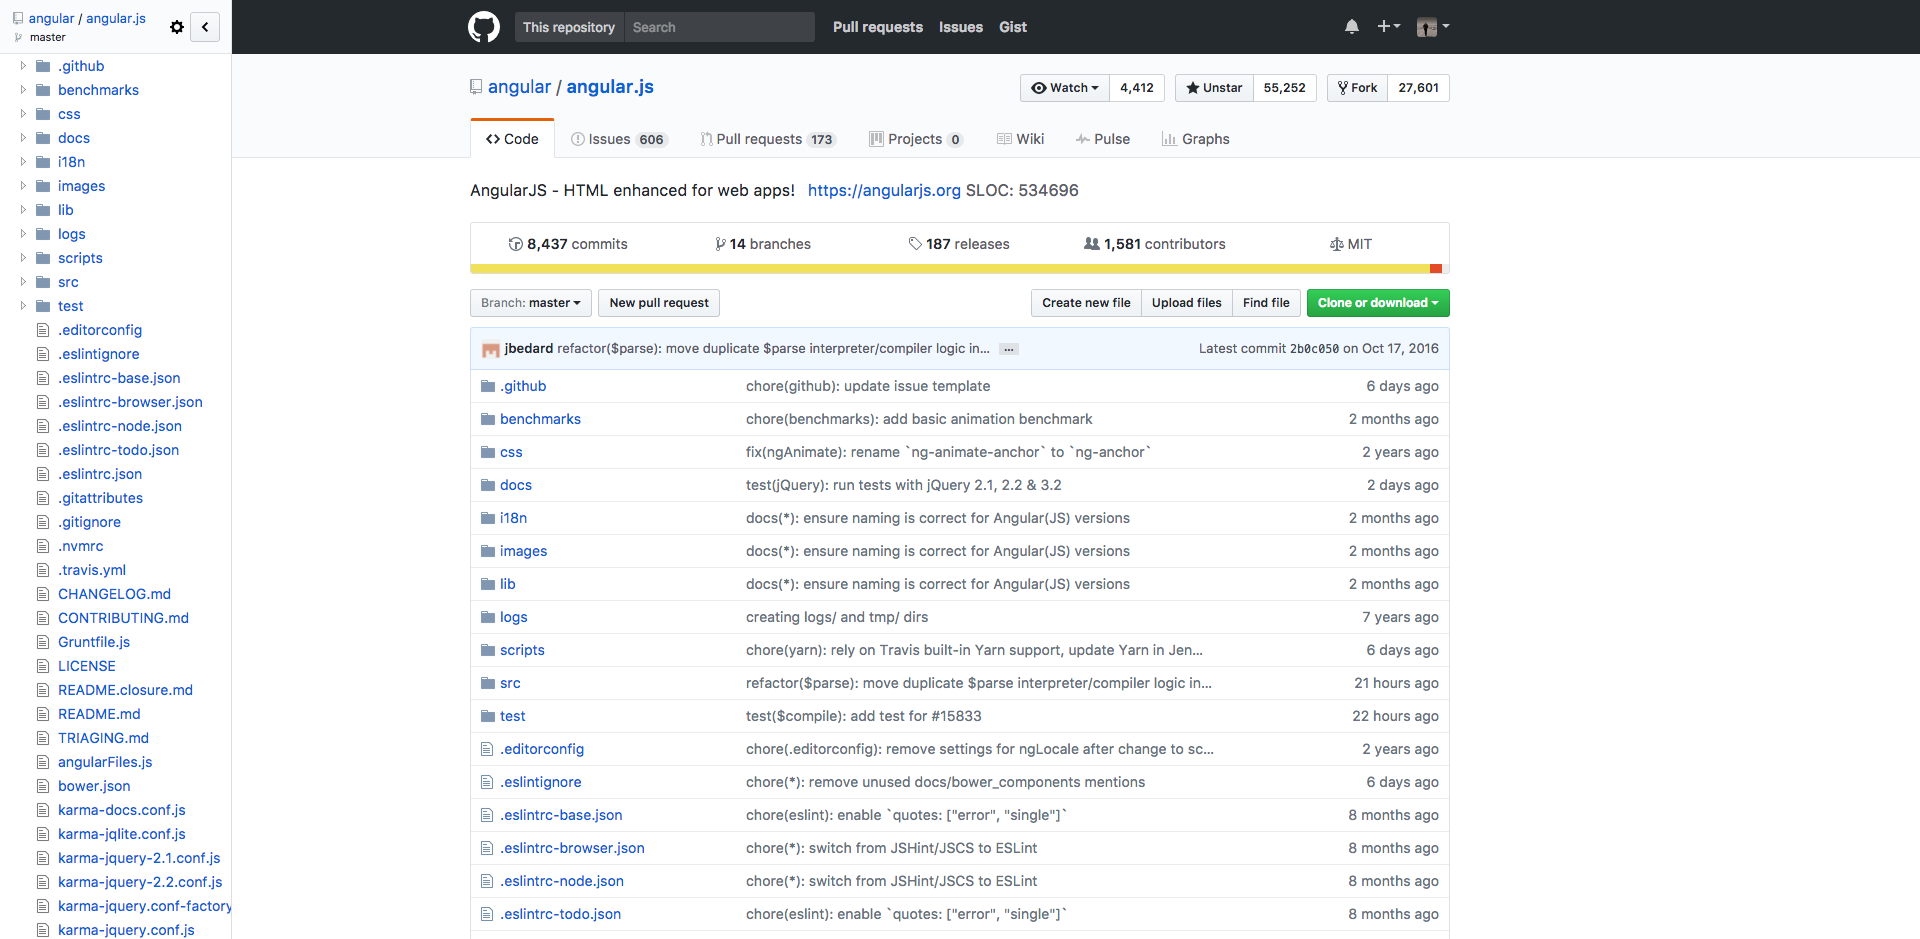 angular / angular.js
master
.github
benchmarks
css
docs
i18n
images
lib
logs
scripts
src
test
.editorconfig
.eslintignore
.eslintrc-base.json
.eslintrc-browser.json
.eslintrc-node.json
.eslintrc-todo.json
.eslintrc.json
.gitattributes
.gitignore
.nvmrc
.travis.yml
CHANGELOG.md
CONTRIBUTING.md
Gruntfile.js
LICENSE
README.closure.md
README.md
TRIAGING.md
angularFiles.js
bower.json
karma-docs.conf.js
karma-jqlite.conf.js
karma-jquery-2.1.conf.js
karma-jquery-2.2.conf.js
karma-jquery.conf-factory
karma-jquery.conf.js
This repository Search Pull requests Issues Gist
angular / angular.js Watch 4,412 Unstar 55,252 Fork 27,601
Code Issues 606 Pull requests 173 Projects 0 Wiki Pulse Graphs
AngularJS - HTML enhanced for web apps! https://angularjs.org SLOC: 534696
8,437 commits 14 branches 187 releases 1,581 contributors MIT
Branch: master New pull request Create new file Upload files Find file Clone or download
jbedard refactor($parse): move duplicate $parse interpreter/compiler logic in... … Latest commit 2b0c050 on Oct 17, 2016
.github chore(github): update issue template 6 days ago
benchmarks chore(benchmarks): add basic animation benchmark 2 months ago
css fix(ngAnimate): rename `ng-animate-anchor` to `ng-anchor` 2 years ago
docs test(jQuery): run tests with jQuery 2.1, 2.2 & 3.2 2 days ago
i18n docs(*): ensure naming is correct for Angular(JS) versions 2 months ago
images docs(*): ensure naming is correct for Angular(JS) versions 2 months ago
lib docs(*): ensure naming is correct for Angular(JS) versions 2 months ago
logs creating logs/ and tmp/ dirs 7 years ago
scripts chore(yarn): rely on Travis built-in Yarn support, update Yarn in Jen... 6 days ago
src refactor($parse): move duplicate $parse interpreter/compiler logic in... 21 hours ago
test test($compile): add test for #15833 22 hours ago
.editorconfig chore(.editorconfig): remove settings for ngLocale after change to sc... 2 years ago
.eslintignore chore(*): remove unused docs/bower_components mentions 6 days ago
.eslintrc-base.json chore(eslint): enable `quotes: ["error", "single"]` 8 months ago
.eslintrc-browser.json chore(*): switch from JSHint/JSCS to ESLint 8 months ago
.eslintrc-node.json chore(*): switch from JSHint/JSCS to ESLint 8 months ago
.eslintrc-todo.json chore(eslint): enable `quotes: ["error", "single"]` 8 months ago